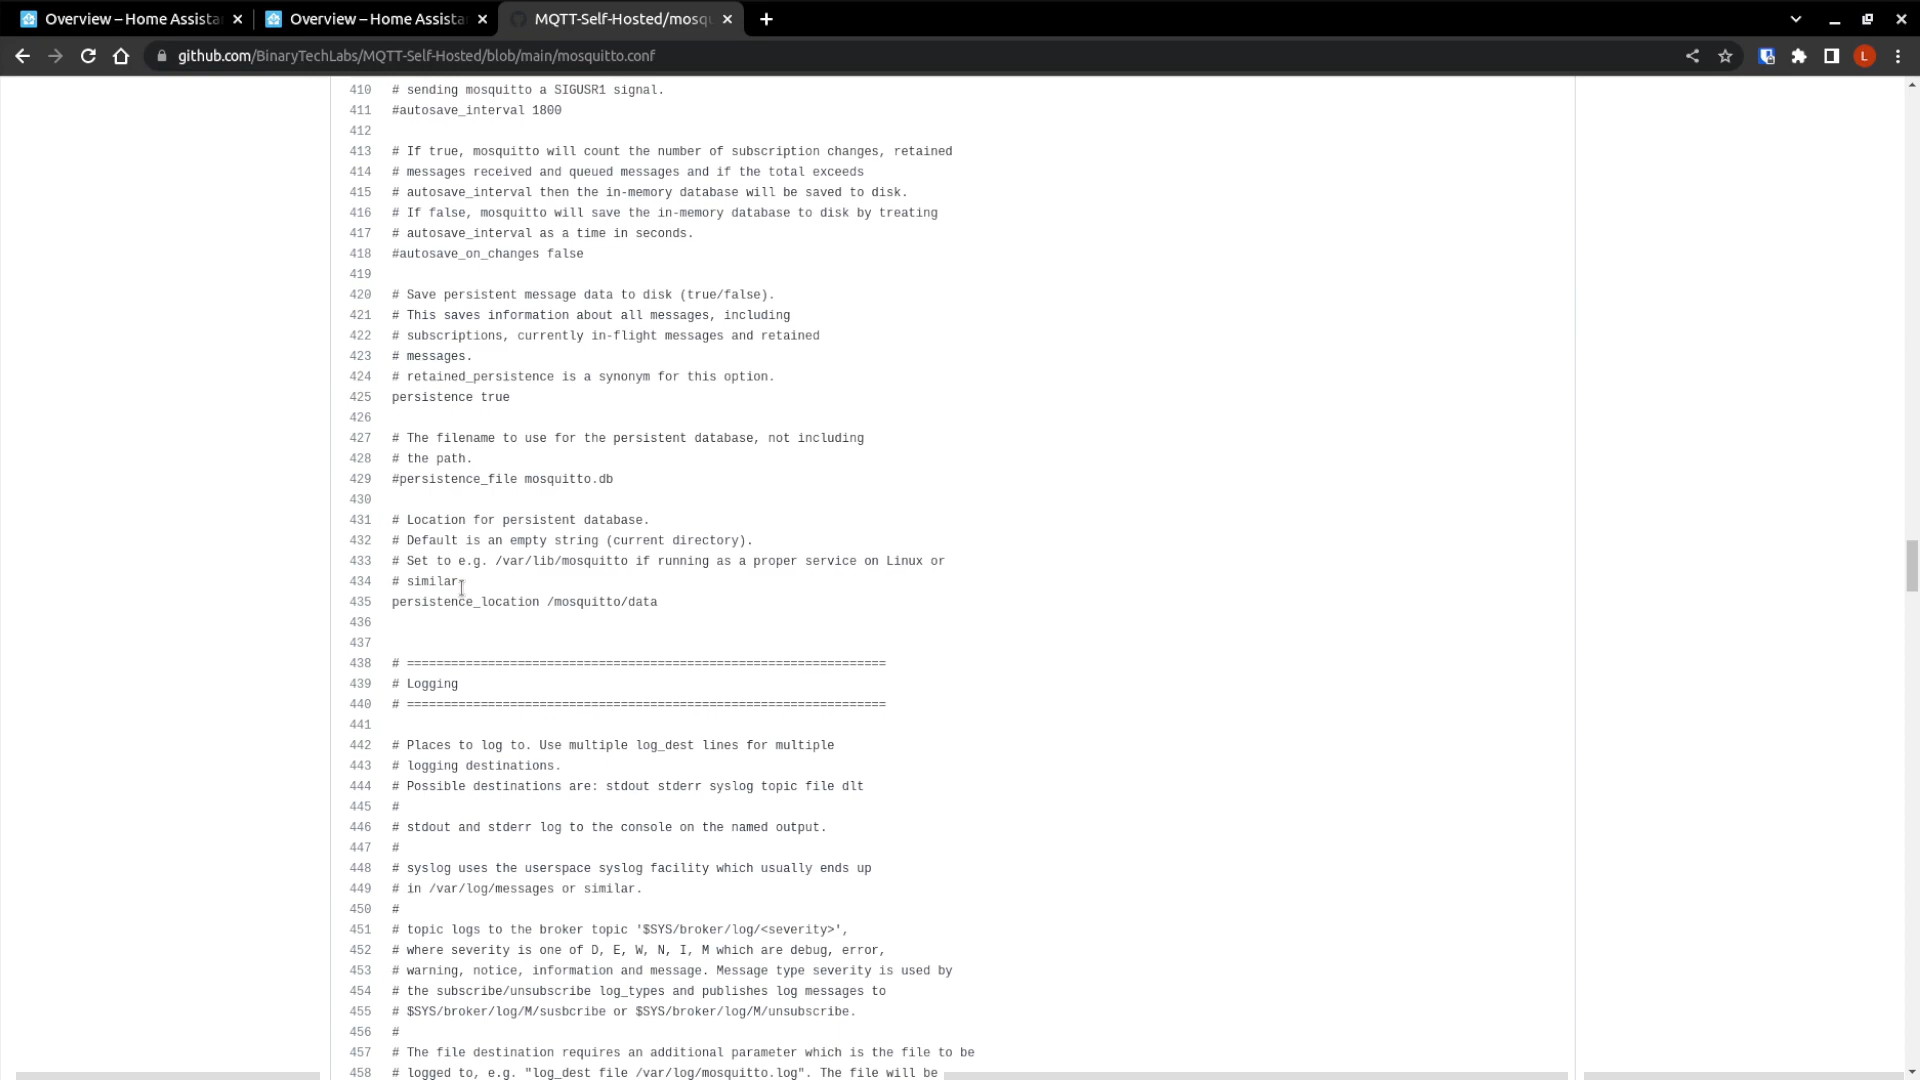 Overview – Home Assista
Overview – Home Assista
MQTT-Self-Hosted/mosq
github.com/BinaryTechLabs/MQTT-Self-Hosted/blob/main/mosquitto.conf
L
410 # sending mosquitto a SIGUSR1 signal.
411 #autosave_interval 1800
412
413 # If true, mosquitto will count the number of subscription changes, retained
414 # messages received and queued messages and if the total exceeds
415 # autosave_interval then the in-memory database will be saved to disk.
416 # If false, mosquitto will save the in-memory database to disk by treating
417 # autosave_interval as a time in seconds.
418 #autosave_on_changes false
419
420 # Save persistent message data to disk (true/false).
421 # This saves information about all messages, including
422 # subscriptions, currently in-flight messages and retained
423 # messages.
424 # retained_persistence is a synonym for this option.
425 persistence true
426
427 # The filename to use for the persistent database, not including
428 # the path.
429 #persistence_file mosquitto.db
430
431 # Location for persistent database.
432 # Default is an empty string (current directory).
433 # Set to e.g. /var/lib/mosquitto if running as a proper service on Linux or
434 # similar.
435 persistence_location /mosquitto/data
436
437
438 # =================================================================
439 # Logging
440 # =================================================================
441
442 # Places to log to. Use multiple log_dest lines for multiple
443 # logging destinations.
444 # Possible destinations are: stdout stderr syslog topic file dlt
445 #
446 # stdout and stderr log to the console on the named output.
447 #
448 # syslog uses the userspace syslog facility which usually ends up
449 # in /var/log/messages or similar.
450 #
451 # topic logs to the broker topic '$SYS/broker/log/<severity>',
452 # where severity is one of D, E, W, N, I, M which are debug, error,
453 # warning, notice, information and message. Message type severity is used by
454 # the subscribe/unsubscribe log_types and publishes log messages to
455 # $SYS/broker/log/M/susbcribe or $SYS/broker/log/M/unsubscribe.
456 #
457 # The file destination requires an additional parameter which is the file to be
458 # logged to, e.g. "log_dest file /var/log/mosquitto.log". The file will be